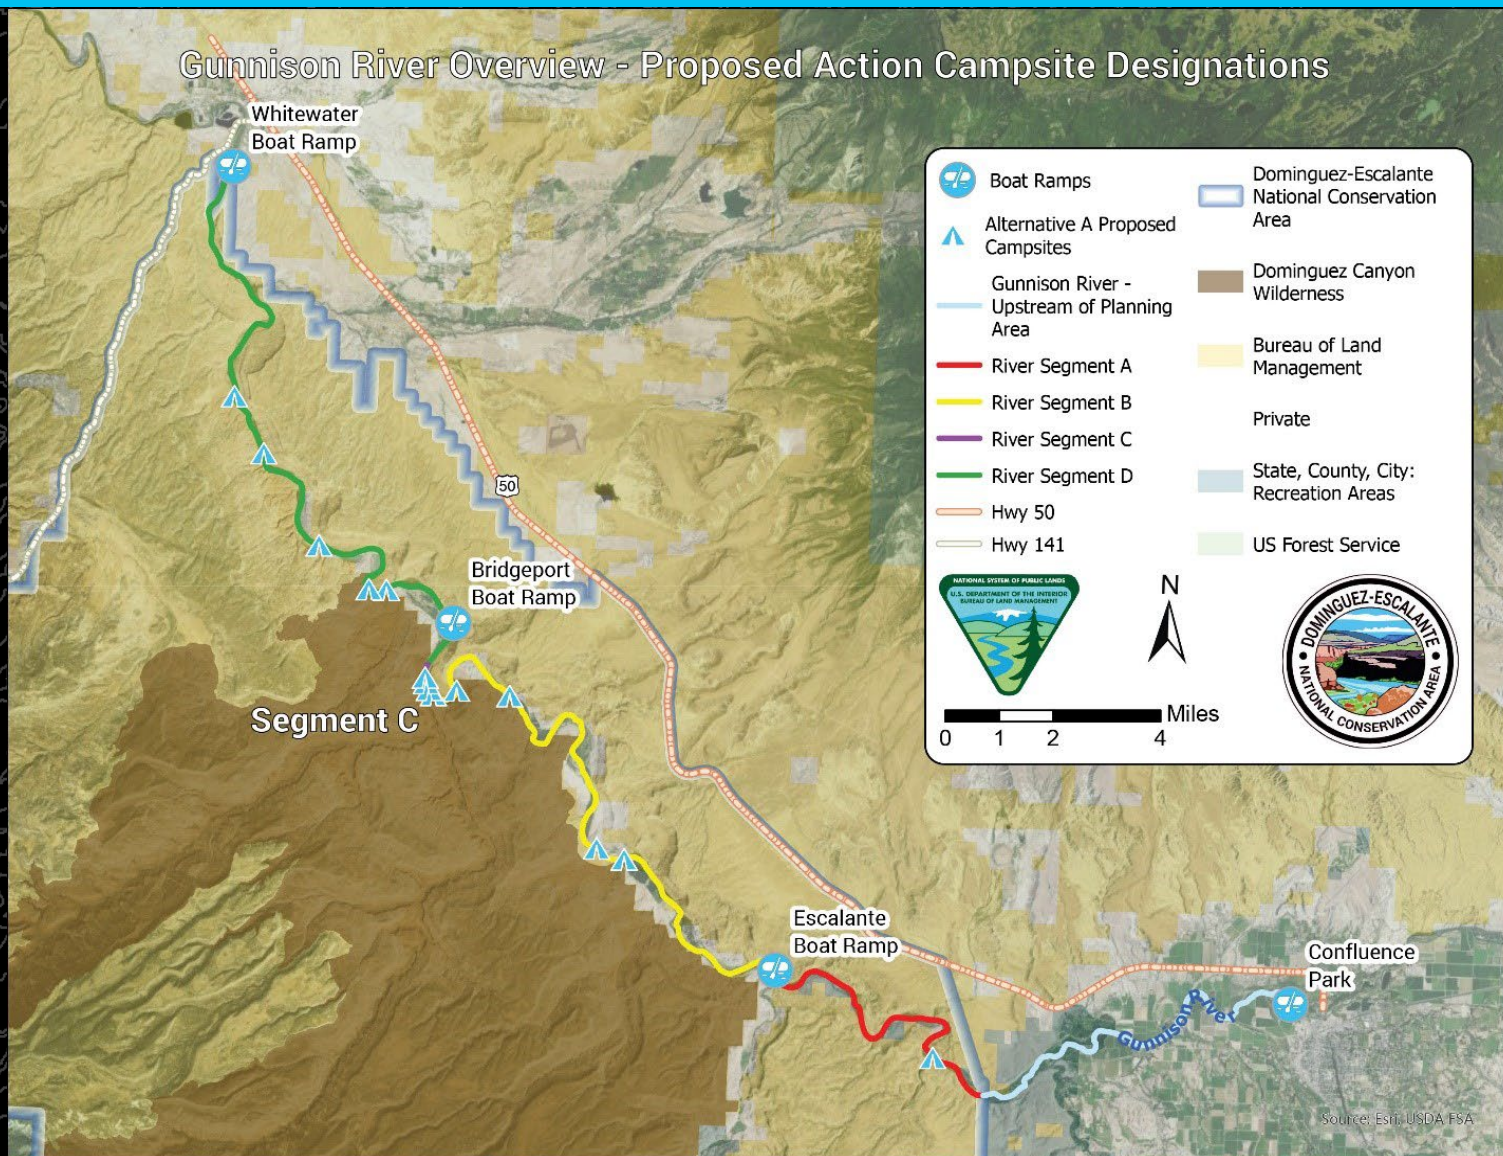 Gunnison River Overview - Proposed Action Campsite Designations
Whitewater
Boat Ramp
50
Bridgeport
Boat Ramp
Segment C
Escalante
Boat Ramp
Confluence
Park
Gunnison River
Boat Ramps
Alternative A Proposed
Campsites
Gunnison River -
Upstream of Planning
Area
River Segment A
River Segment B
River Segment C
River Segment D
Hwy 50
Hwy 141
Dominguez-Escalante
National Conservation
Area
Dominguez Canyon
Wilderness
Bureau of Land
Management
Private
State, County, City:
Recreation Areas
US Forest Service
NATIONAL SYSTEM OF PUBLIC LANDS
U.S. DEPARTMENT OF THE INTERIOR
BUREAU OF LAND MANAGEMENT
N
Miles
0 1 2 4
DOMINGUEZ-ESCALANTE
NATIONAL CONSERVATION AREA
Source: Esri, USDA FSA